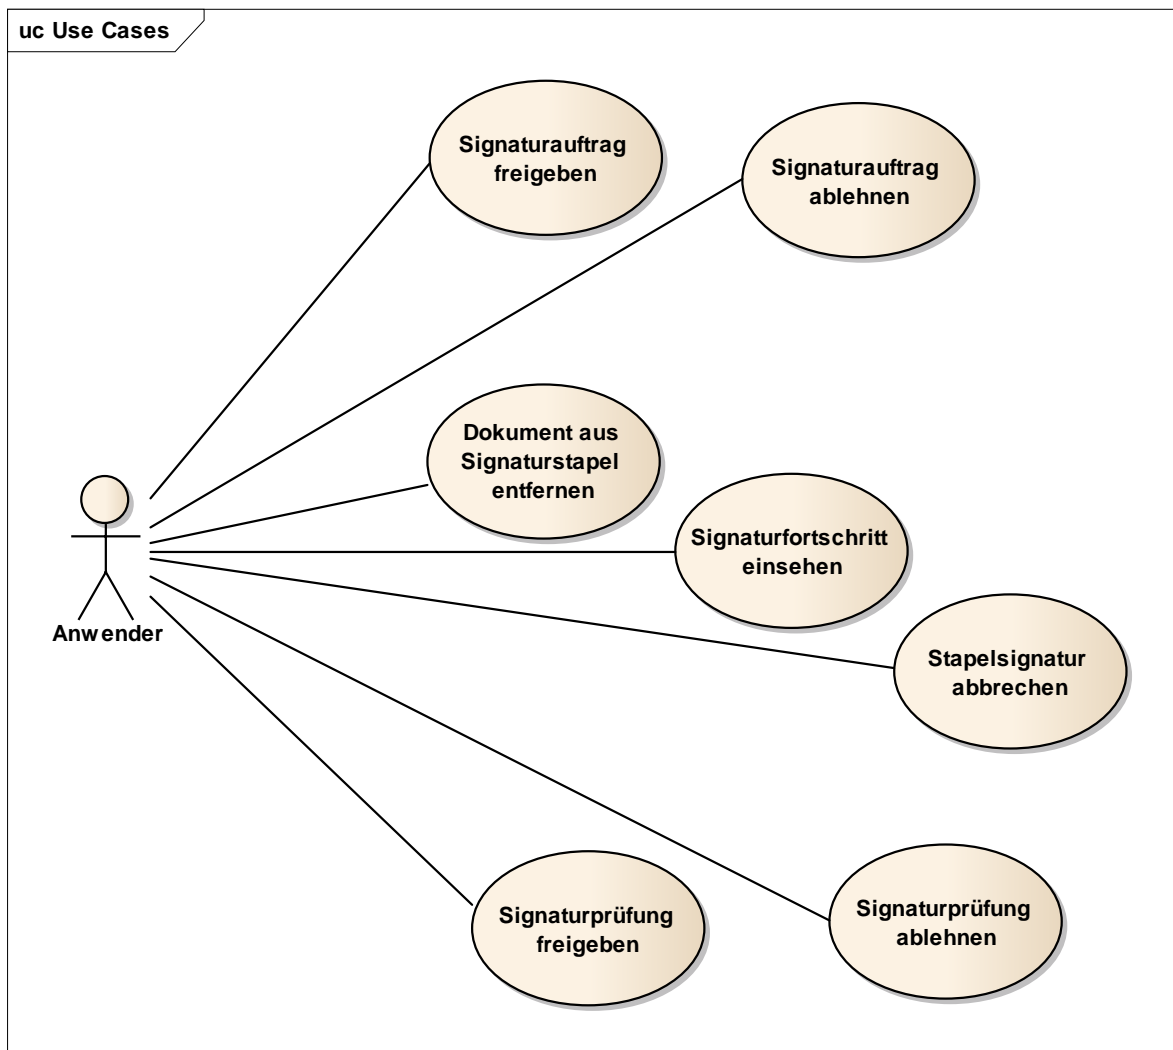 uc Use Cases
Signaturauftrag
freigeben
Signaturauftrag
ablehnen
Dokument aus
Signaturstapel
entfernen
Signaturfortschritt
einsehen
Anwender
Stapelsignatur
abbrechen
Signaturprüfung
freigeben
Signaturprüfung
ablehnen